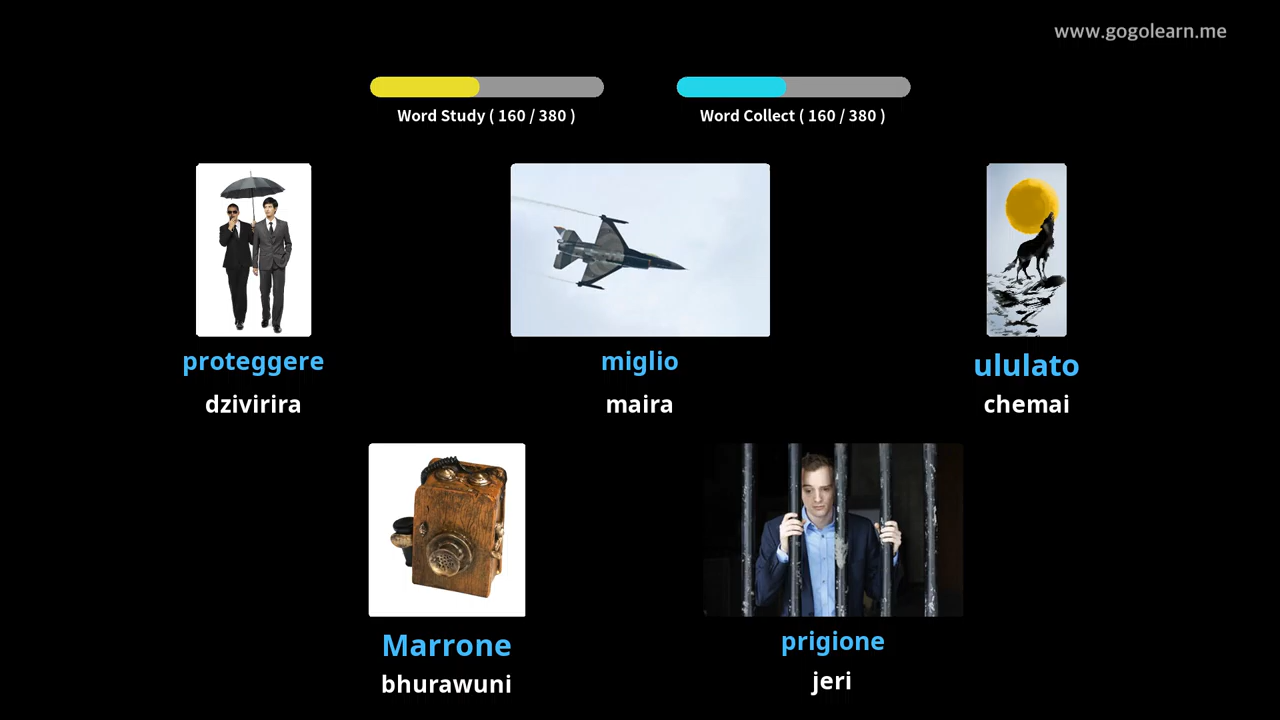 www.gogolearn.me
Word Study ( 160 / 380 )
Word Collect ( 160 / 380 )
proteggere
dzivirira
miglio
maira
ululato
chemai
Marrone
bhurawuni
prigione
jeri